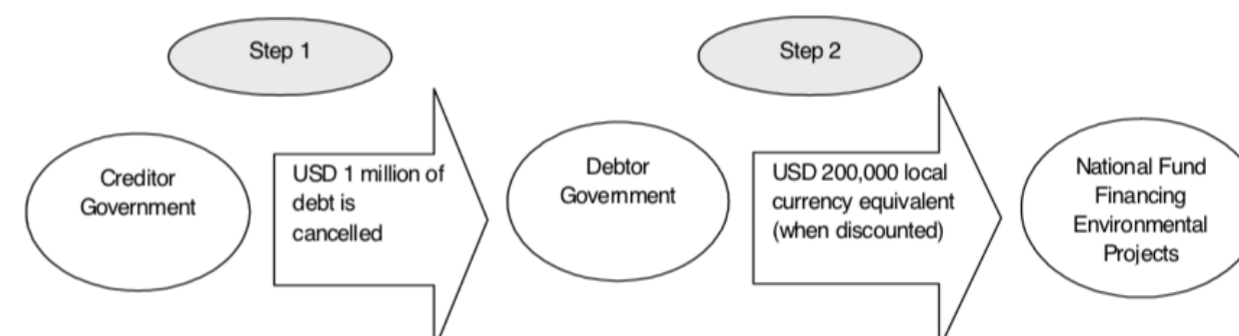 Step 1
Step 2
Creditor
Government
USD 1 million of
debt is
cancelled
Debtor
Government
USD 200,000 local
currency equivalent
(when discounted)
National Fund
Financing
Environmental
Projects